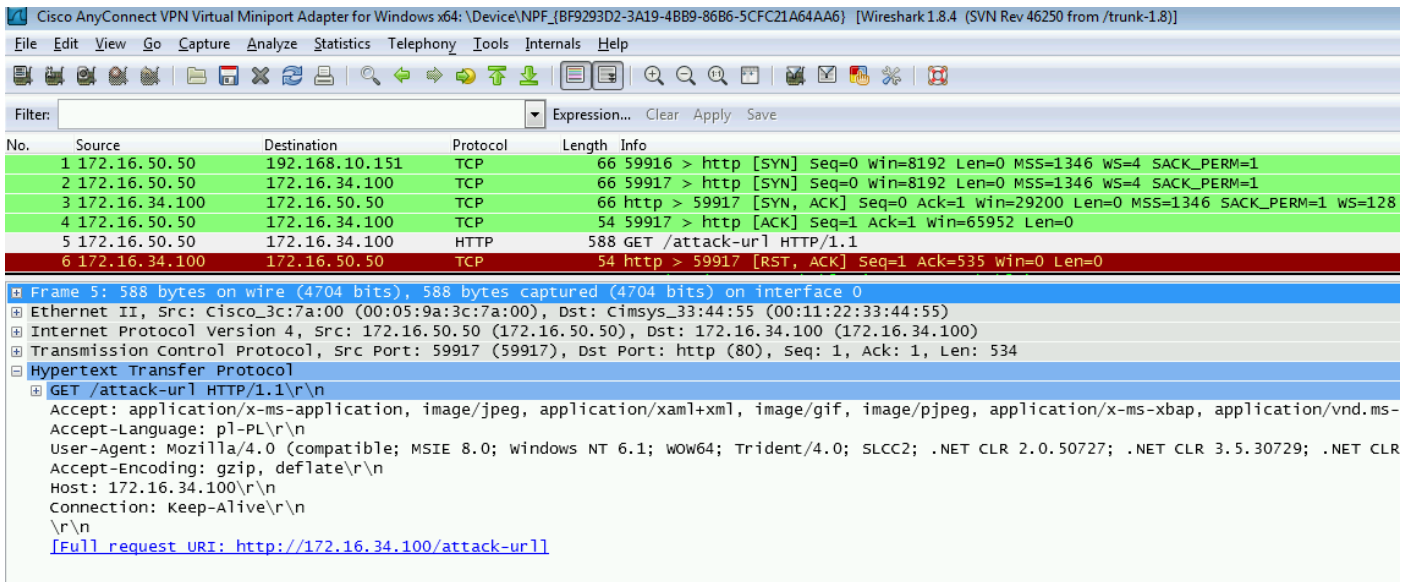 Cisco AnyConnect VPN Virtual Miniport Adapter for Windows x64: \Device\NPF_{BF9293D2-3A19-4BB9-86B6-5CFC21A64AA6} [Wireshark 1.8.4 (SVN Rev 46250 from /trunk-1.8)]
File Edit View Go Capture Analyze Statistics Telephony Tools Internals Help
Filter: Expression... Clear Apply Save
No. Source Destination Protocol Length Info
1 172.16.50.50 192.168.10.151 TCP 66 59916 > http [SYN] Seq=0 Win=8192 Len=0 MSS=1346 WS=4 SACK_PERM=1
2 172.16.50.50 172.16.34.100 TCP 66 59917 > http [SYN] Seq=0 Win=8192 Len=0 MSS=1346 WS=4 SACK_PERM=1
3 172.16.34.100 172.16.50.50 TCP 66 http > 59917 [SYN, ACK] Seq=0 Ack=1 Win=29200 Len=0 MSS=1346 SACK_PERM=1 WS=128
4 172.16.50.50 172.16.34.100 TCP 54 59917 > http [ACK] Seq=1 Ack=1 Win=65952 Len=0
5 172.16.50.50 172.16.34.100 HTTP 588 GET /attack-url HTTP/1.1
6 172.16.34.100 172.16.50.50 TCP 54 http > 59917 [RST, ACK] Seq=1 Ack=535 Win=0 Len=0
Frame 5: 588 bytes on wire (4704 bits), 588 bytes captured (4704 bits) on interface 0
Ethernet II, Src: Cisco_3c:7a:00 (00:05:9a:3c:7a:00), Dst: Cimsys_33:44:55 (00:11:22:33:44:55)
Internet Protocol Version 4, Src: 172.16.50.50 (172.16.50.50), Dst: 172.16.34.100 (172.16.34.100)
Transmission Control Protocol, Src Port: 59917 (59917), Dst Port: http (80), Seq: 1, Ack: 1, Len: 534
Hypertext Transfer Protocol
GET /attack-url HTTP/1.1\r\n
Accept: application/x-ms-application, image/jpeg, application/xaml+xml, image/gif, image/pjpeg, application/x-ms-xbap, application/vnd.ms-
Accept-Language: pl-PL\r\n
User-Agent: Mozilla/4.0 (compatible; MSIE 8.0; Windows NT 6.1; WOW64; Trident/4.0; SLCC2; .NET CLR 2.0.50727; .NET CLR 3.5.30729; .NET CLR
Accept-Encoding: gzip, deflate\r\n
Host: 172.16.34.100\r\n
Connection: Keep-Alive\r\n
\r\n
[Full request URI: http://172.16.34.100/attack-url]